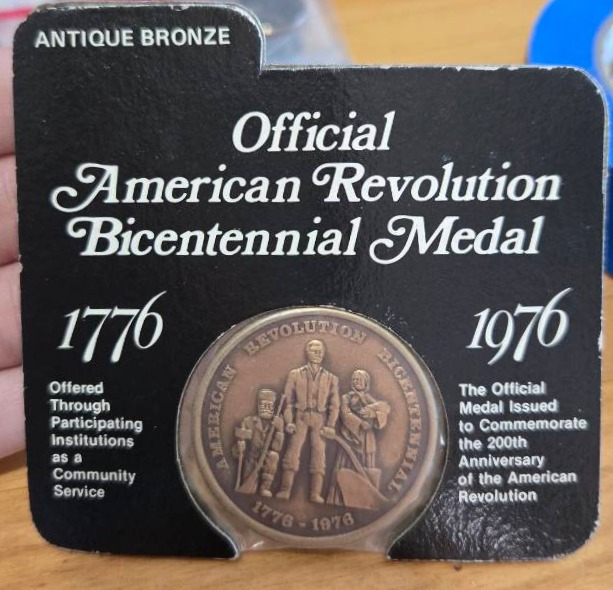 ANTIQUE BRONZE
Official
American Revolution
Bicentennial Medal
1776
1976
Offered
Through
Participating
Institutions
as a
Community
Service
The Official
Medal Issued
to Commemorate
the 200th
Anniversary
of the American
Revolution
AMERICAN REVOLUTION BICENTENNIAL
1776 - 1976